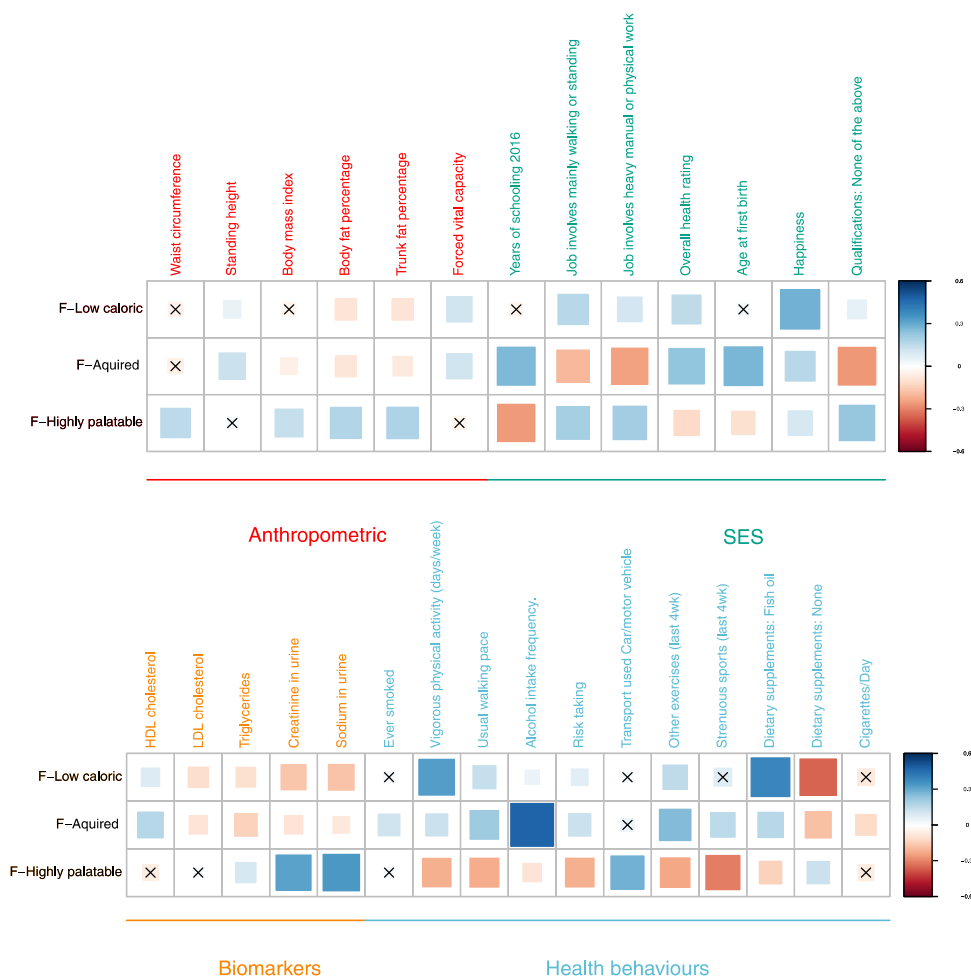 Waist circumference
Standing height
Body mass index
Body fat percentage
Trunk fat percentage
Forced vital capacity
Years of schooling 2016
Job involves mainly walking or standing
Job involves heavy manual or physical work
Overall health rating
Age at first birth
Happiness
Qualifications: None of the above
F−Low caloric
F−Aquired
F−Highly palatable
0.6
0.3
0
−0.3
−0.6
Anthropometric
SES
HDL cholesterol
LDL cholesterol
Triglycerides
Creatinine in urine
Sodium in urine
Ever smoked
Vigorous physical activity (days/week)
Usual walking pace
Alcohol intake frequency.
Risk taking
Transport used Car/motor vehicle
Other exercises (last 4wk)
Strenuous sports (last 4wk)
Dietary supplements: Fish oil
Dietary supplements: None
Cigarettes/Day
F−Low caloric
F−Aquired
F−Highly palatable
0.6
0.3
0
−0.3
−0.6
Biomarkers
Health behaviours